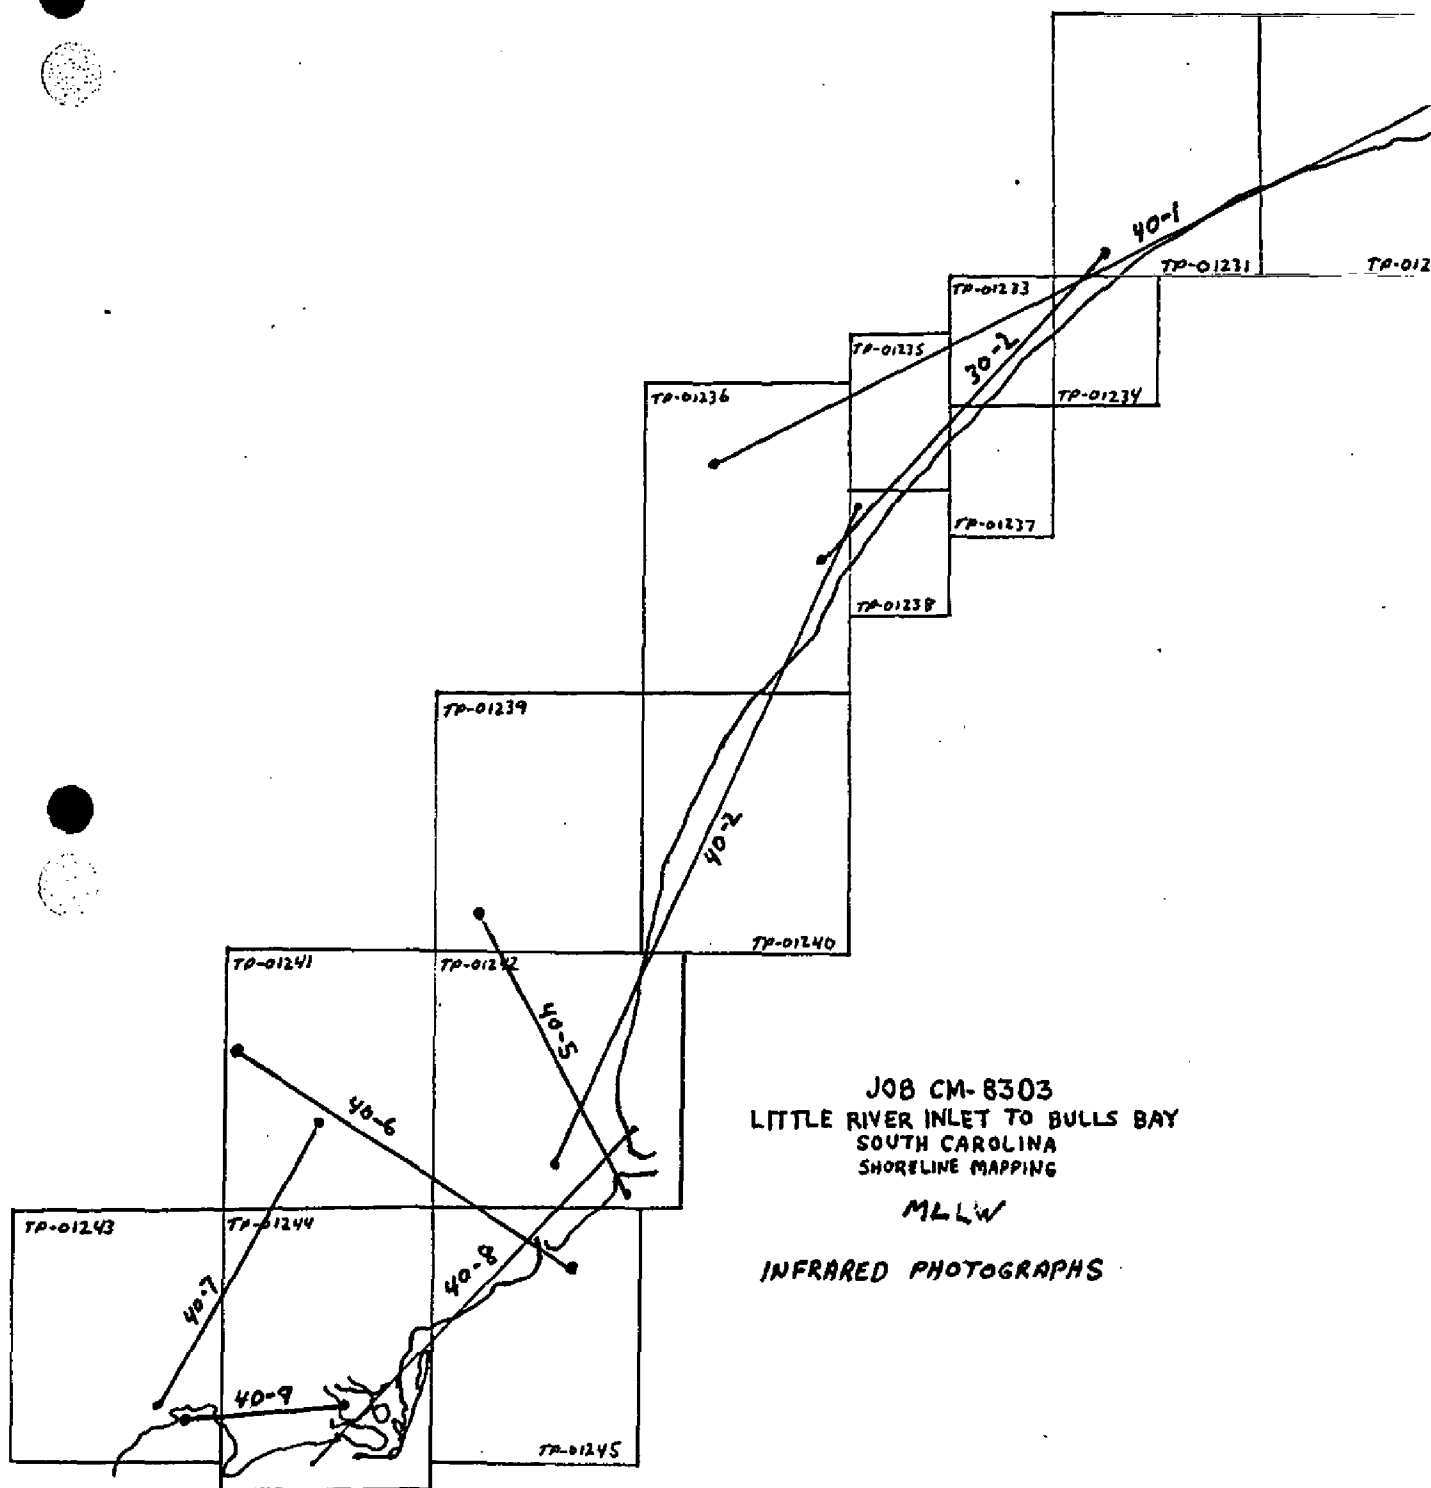 40-1
TP-01231
TP-012
TP-01233
30-2
TP-01235
TP-01236
TP-01234
TP-01237
TP-01238
TP-01239
40-2
TP-01240
TP-01241
TP-01242
40-5
40-6
JOB CM-8303
LITTLE RIVER INLET TO BULLS BAY
SOUTH CAROLINA
SHORELINE MAPPING
MLLW
INFRARED PHOTOGRAPHS
TP-01243
TP-01244
40-8
40-7
40-9
TP-01245